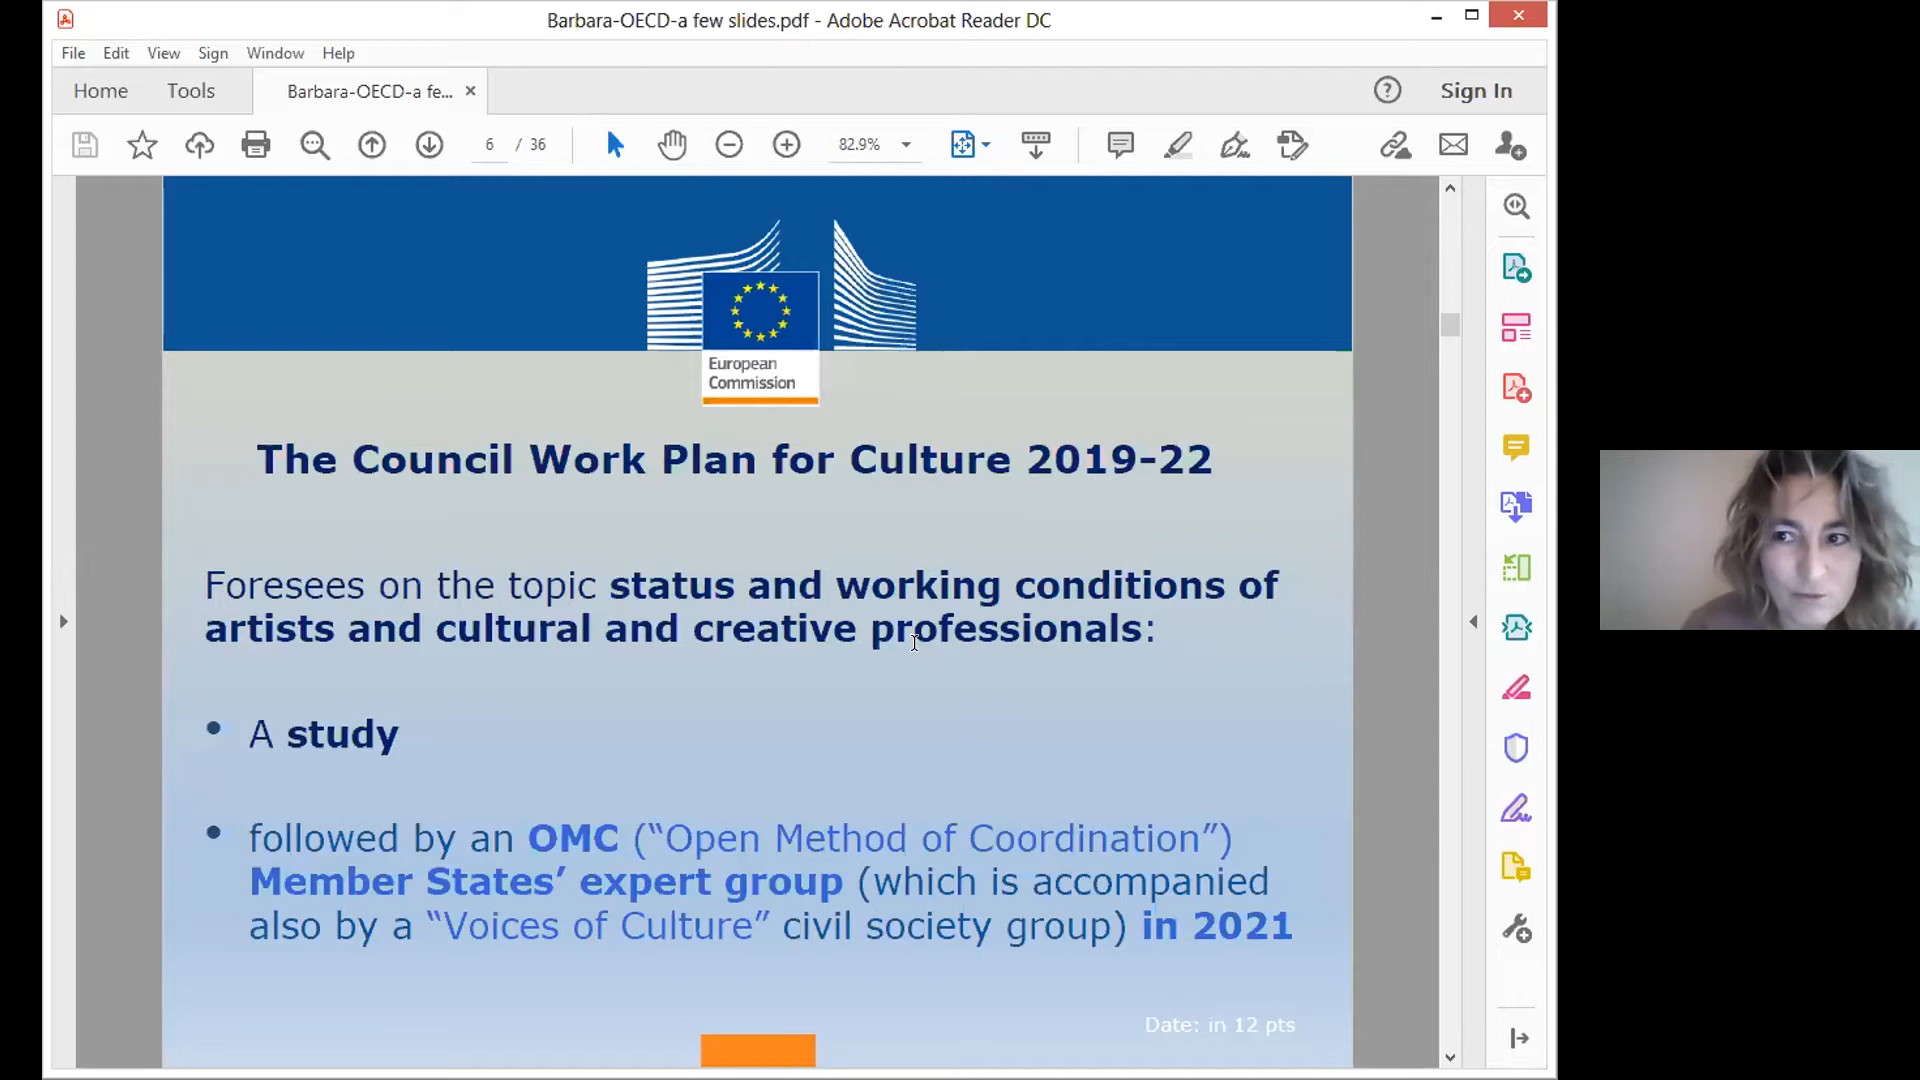 Barbara-OECD-a few slides.pdf - Adobe Acrobat Reader DC
File Edit View Sign Window Help
Home Tools Barbara-OECD-a fe... × Sign In
6 / 36 82.9%
European
Commission
The Council Work Plan for Culture 2019-22
Foresees on the topic status and working conditions of
artists and cultural and creative professionals:
• A study
• followed by an OMC (“Open Method of Coordination”)
Member States’ expert group (which is accompanied
also by a “Voices of Culture” civil society group) in 2021
Date: in 12 pts